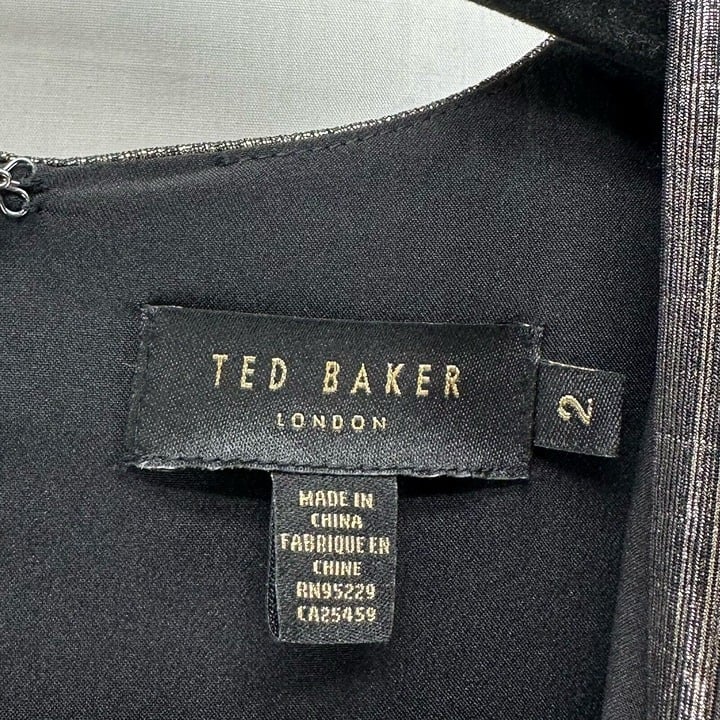 TED BAKER
LONDON
2
MADE IN
CHINA
FABRIQUE EN
CHINE
RN95229
CA25459